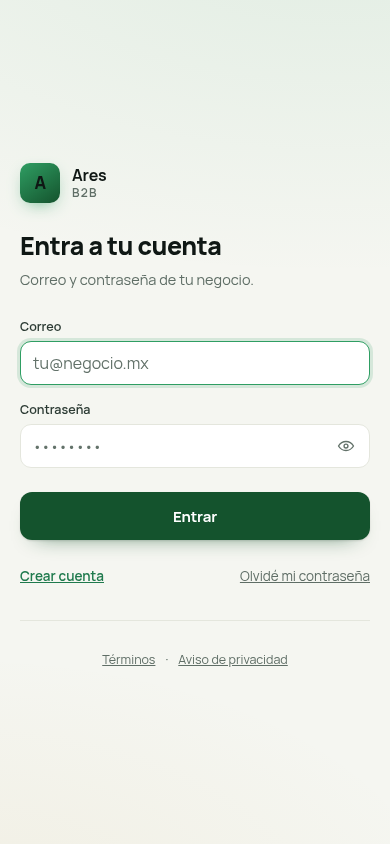 A
Ares
B2B
Entra a tu cuenta
Correo y contraseña de tu negocio.
Correo
tu@negocio.mx
Contraseña
••••••••
Entrar
Crear cuenta
Olvidé mi contraseña
Términos · Aviso de privacidad